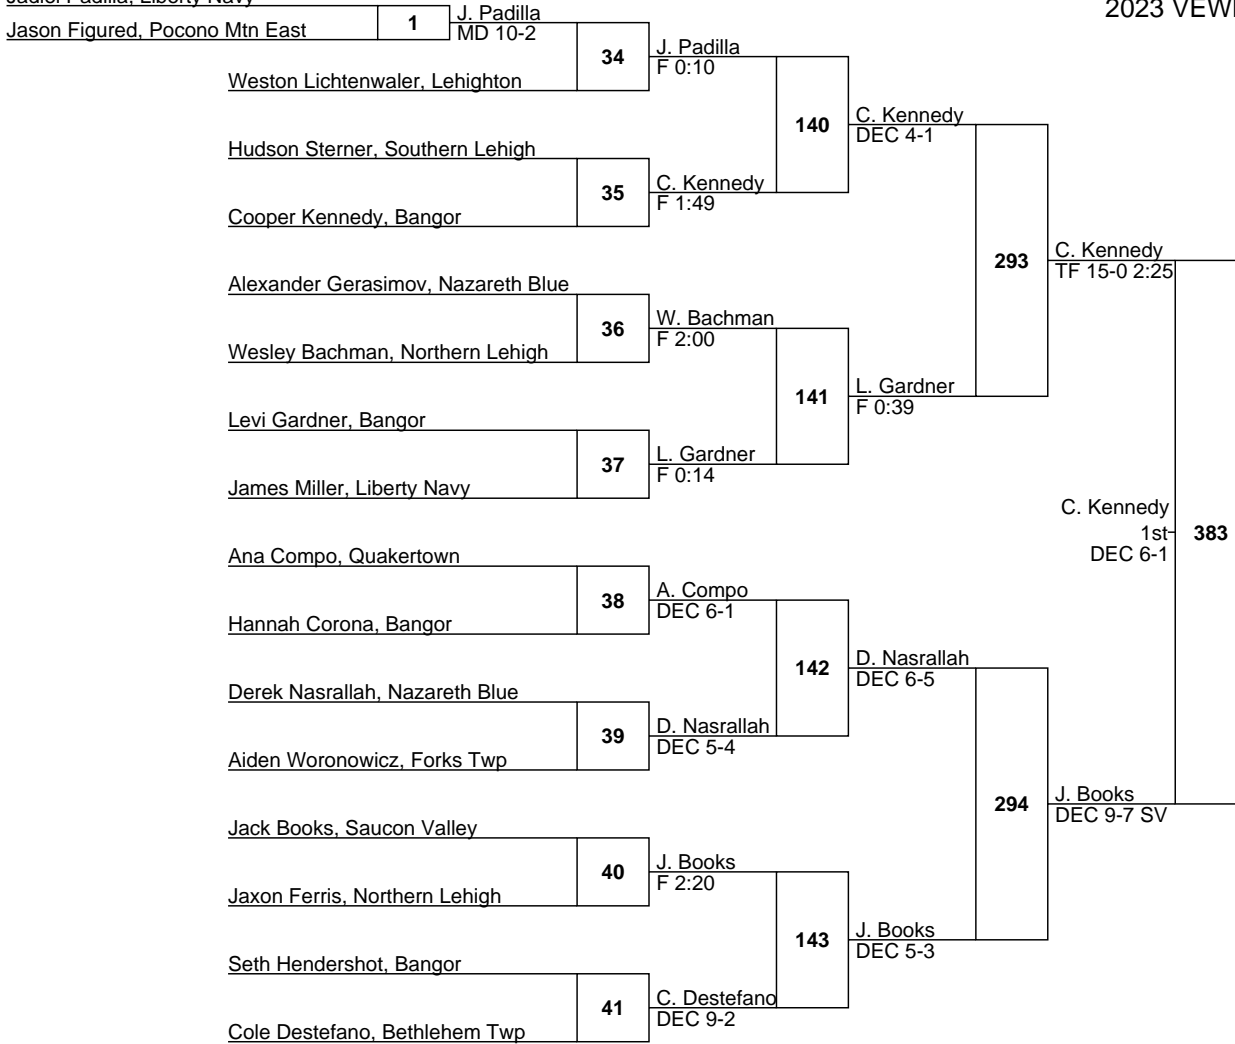 Jadiel Padilla, Liberty Navy
2023 VEW
Jason Figured, Pocono Mtn East
1
J. Padilla
MD 10-2
34
J. Padilla
F 0:10
Weston Lichtenwaler, Lehighton
140
C. Kennedy
DEC 4-1
Hudson Sterner, Southern Lehigh
35
C. Kennedy
F 1:49
Cooper Kennedy, Bangor
293
C. Kennedy
TF 15-0 2:25
Alexander Gerasimov, Nazareth Blue
36
W. Bachman
F 2:00
Wesley Bachman, Northern Lehigh
141
L. Gardner
F 0:39
Levi Gardner, Bangor
37
L. Gardner
F 0:14
James Miller, Liberty Navy
C. Kennedy
1st
DEC 6-1
383
Ana Compo, Quakertown
38
A. Compo
DEC 6-1
Hannah Corona, Bangor
142
D. Nasrallah
DEC 6-5
Derek Nasrallah, Nazareth Blue
39
D. Nasrallah
DEC 5-4
Aiden Woronowicz, Forks Twp
294
J. Books
DEC 9-7 SV
Jack Books, Saucon Valley
40
J. Books
F 2:20
Jaxon Ferris, Northern Lehigh
143
J. Books
DEC 5-3
Seth Hendershot, Bangor
41
C. Destefano
DEC 9-2
Cole Destefano, Bethlehem Twp